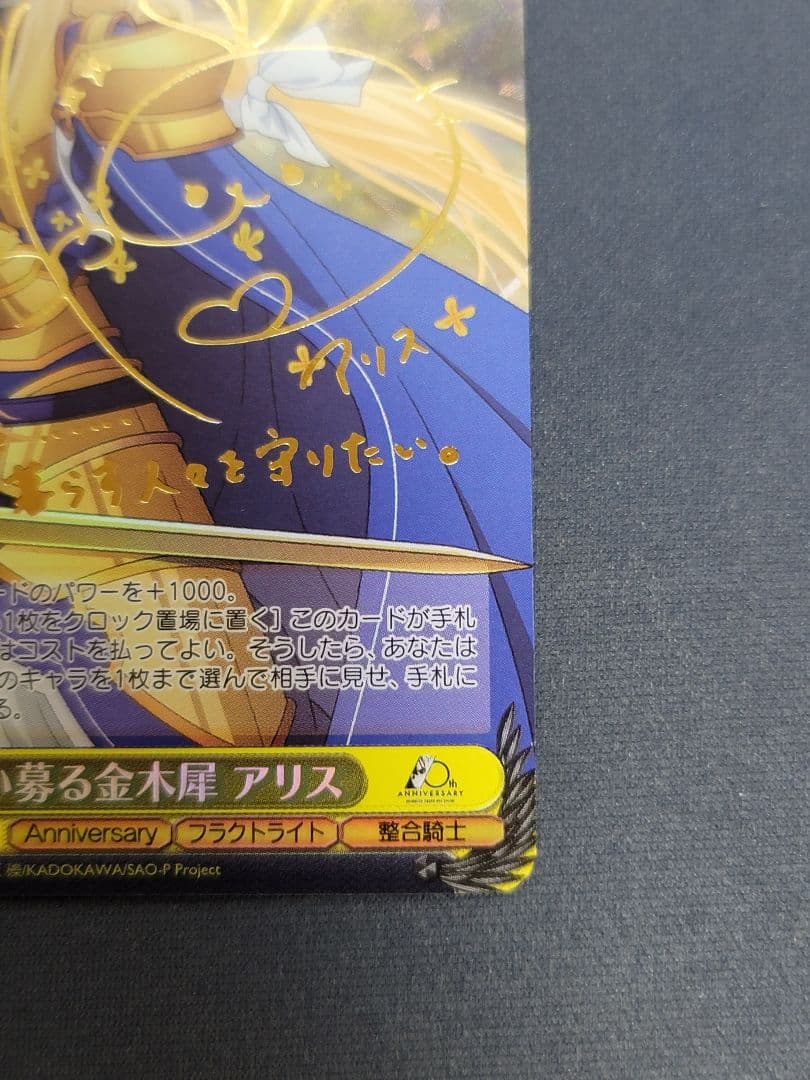 アリス
暮らす人々を守りたい。
ードのパワーを+1000。
1枚をクロック置場に置く］このカードが手札
はコストを払ってよい。そうしたら、あなたは
のキャラを1枚まで選んで相手に見せ、手札に
る。
い募る金木犀 アリス
10th
ANNIVERSARY
Anniversary フラクトライト 整合騎士
/KADOKAWA/SAO-P Project